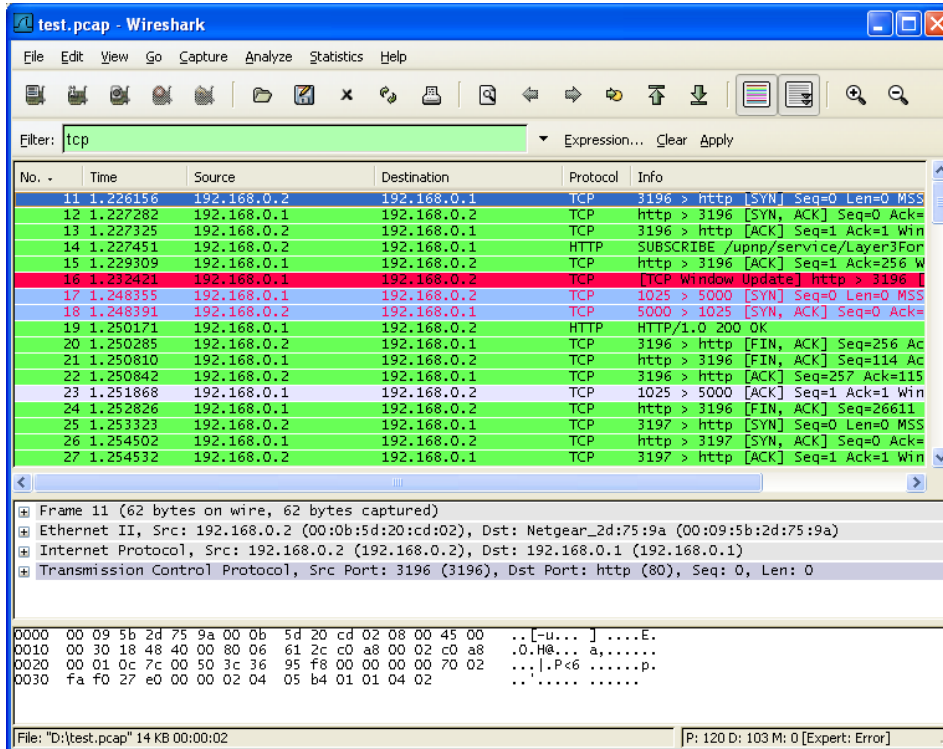 test.pcap - Wireshark
File Edit View Go Capture Analyze Statistics Help
Filter: tcp Expression... Clear Apply
No. . Time Source Destination Protocol Info
11 1.226156 192.168.0.2 192.168.0.1 TCP 3196 > http [SYN] Seq=0 Len=0 MSS
12 1.227282 192.168.0.1 192.168.0.2 TCP http > 3196 [SYN, ACK] Seq=0 Ack=
13 1.227325 192.168.0.2 192.168.0.1 TCP 3196 > http [ACK] Seq=1 Ack=1 Win
14 1.227451 192.168.0.2 192.168.0.1 HTTP SUBSCRIBE /upnp/service/Layer3For
15 1.229309 192.168.0.1 192.168.0.2 TCP http > 3196 [ACK] Seq=1 Ack=256 W
16 1.232421 192.168.0.1 192.168.0.2 TCP [TCP Window Update] http > 3196 [
17 1.248355 192.168.0.1 192.168.0.2 TCP 1025 > 5000 [SYN] Seq=0 Len=0 MSS
18 1.248391 192.168.0.2 192.168.0.1 TCP 5000 > 1025 [SYN, ACK] Seq=0 Ack=
19 1.250171 192.168.0.1 192.168.0.2 HTTP HTTP/1.0 200 OK
20 1.250285 192.168.0.2 192.168.0.1 TCP 3196 > http [FIN, ACK] Seq=256 Ac
21 1.250810 192.168.0.1 192.168.0.2 TCP http > 3196 [FIN, ACK] Seq=114 Ac
22 1.250842 192.168.0.2 192.168.0.1 TCP 3196 > http [ACK] Seq=257 Ack=115
23 1.251868 192.168.0.1 192.168.0.2 TCP 1025 > 5000 [ACK] Seq=1 Ack=1 Win
24 1.252826 192.168.0.1 192.168.0.2 TCP http > 3196 [FIN, ACK] Seq=26611
25 1.253323 192.168.0.2 192.168.0.1 TCP 3197 > http [SYN] Seq=0 Len=0 MSS
26 1.254502 192.168.0.1 192.168.0.2 TCP http > 3197 [SYN, ACK] Seq=0 Ack=
27 1.254532 192.168.0.2 192.168.0.1 TCP 3197 > http [ACK] Seq=1 Ack=1 Win
Frame 11 (62 bytes on wire, 62 bytes captured)
Ethernet II, Src: 192.168.0.2 (00:0b:5d:20:cd:02), Dst: Netgear_2d:75:9a (00:09:5b:2d:75:9a)
Internet Protocol, Src: 192.168.0.2 (192.168.0.2), Dst: 192.168.0.1 (192.168.0.1)
Transmission Control Protocol, Src Port: 3196 (3196), Dst Port: http (80), Seq: 0, Len: 0
0000 00 09 5b 2d 75 9a 00 0b 5d 20 cd 02 08 00 45 00 ..[-u... ] ....E.
0010 00 30 18 48 40 00 80 06 61 2c c0 a8 00 02 c0 a8 .0.H@... a,......
0020 00 01 0c 7c 00 50 3c 36 95 f8 00 00 00 00 70 02 ...|.P<6 ......p.
0030 fa f0 27 e0 00 00 02 04 05 b4 01 01 04 02 ..'..... ......
File: "D:\test.pcap" 14 KB 00:00:02 P: 120 D: 103 M: 0 [Expert: Error]